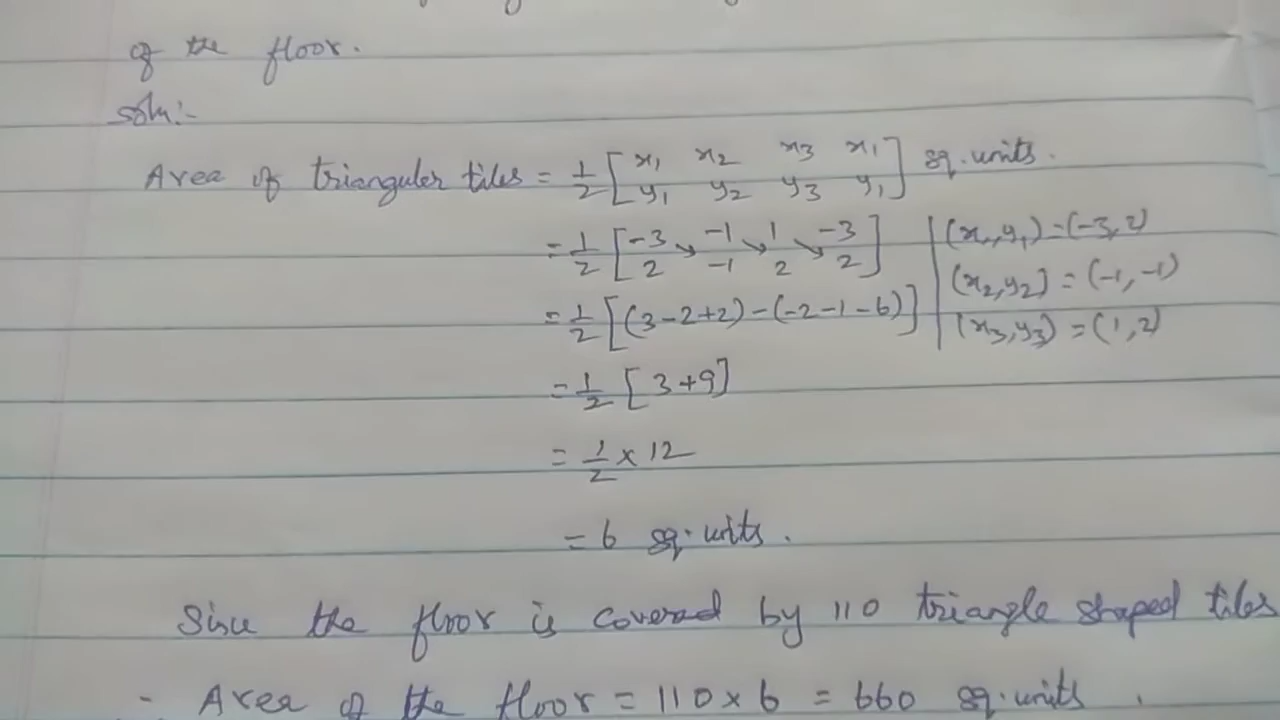 of the floor.
soln:-
Area of triangular tiles = 1/2 [x1 x2 x3 x1 / y1 y2 y3 y1] sq.units.
= 1/2 [-3 -1 1 -3 / 2 -1 2 2] | (x1,y1) = (-3,2)
(x2,y2) = (-1,-1)
= 1/2 [(3-2+2)-(-2-1-6)] | (x3,y3) = (1,2)
= 1/2 [3+9]
= 1/2 × 12
= 6 sq.units.
Since the floor is covered by 110 triangle shaped tiles
∴ Area of the floor = 110 × 6 = 660 sq.units.